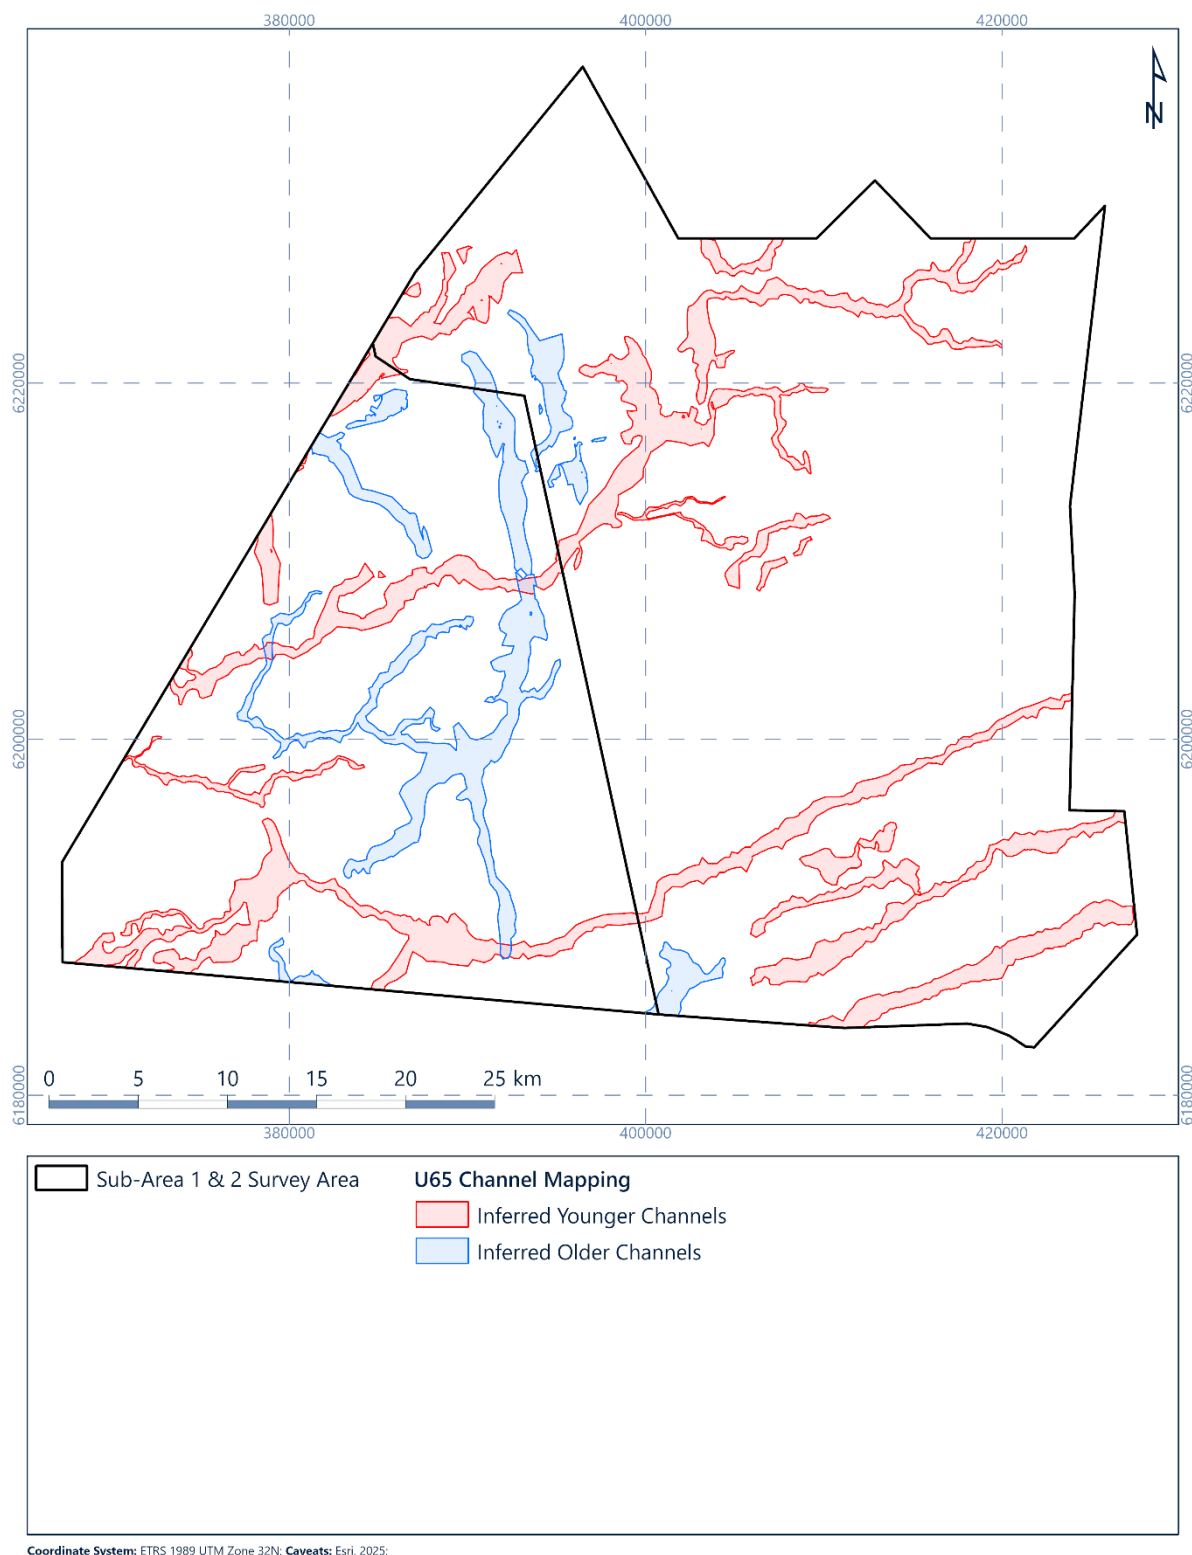 380000 400000 420000
N
6220000 6220000
6200000 6200000
6180000 6180000
0 5 10 15 20 25 km
380000 400000 420000
Sub-Area 1 & 2 Survey Area
U65 Channel Mapping
Inferred Younger Channels
Inferred Older Channels
Coordinate System: ETRS 1989 UTM Zone 32N; Caveats: Esri, 2025;